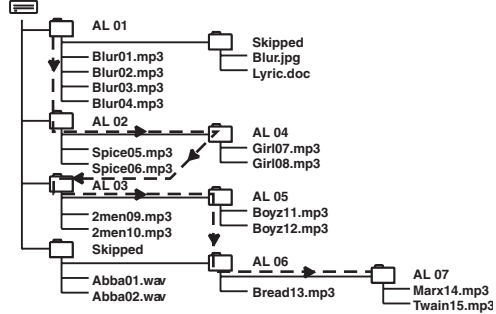 AL 01
Blur01.mp3
Blur02.mp3
Blur03.mp3
Blur04.mp3
Skipped
Blur.jpg
Lyric.doc
AL 02
Spice05.mp3
Spice06.mp3
AL 04
Girl07.mp3
Girl08.mp3
AL 03
2men09.mp3
2men10.mp3
AL 05
Boyz11.mp3
Boyz12.mp3
Skipped
Abba01.wav
Abba02.wav
AL 06
Bread13.mp3
AL 07
Marx14.mp3
Twain15.mp3